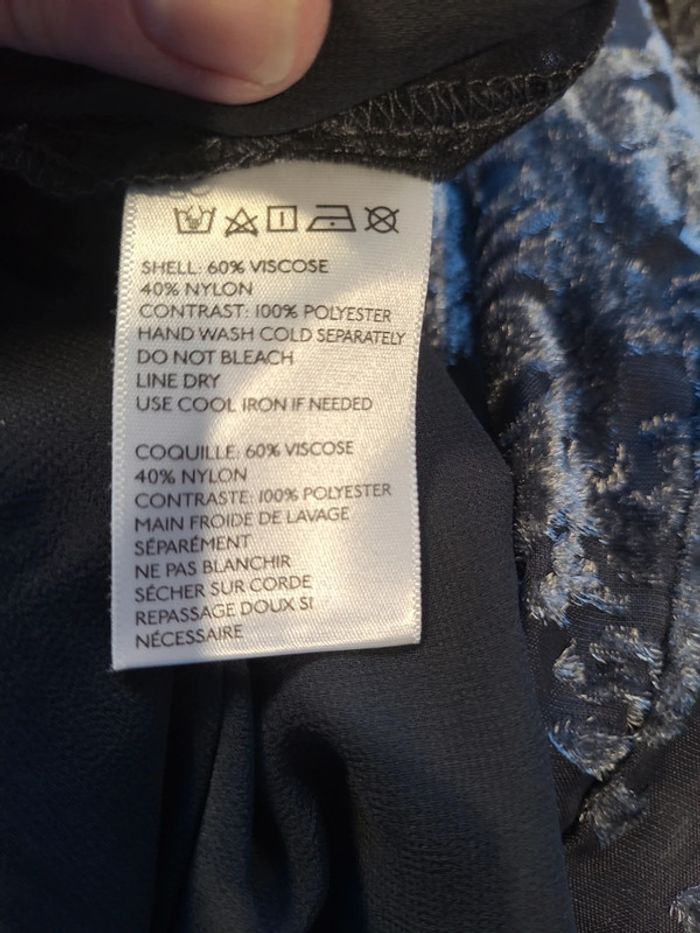 SHELL: 60% VISCOSE
40% NYLON
CONTRAST: 100% POLYESTER
HAND WASH COLD SEPARATELY
DO NOT BLEACH
LINE DRY
USE COOL IRON IF NEEDED
COQUILLE: 60% VISCOSE
40% NYLON
CONTRASTE: 100% POLYESTER
MAIN FROIDE DE LAVAGE
SÉPARÉMENT
NE PAS BLANCHIR
SÉCHER SUR CORDE
REPASSAGE DOUX SI
NÉCESSAIRE